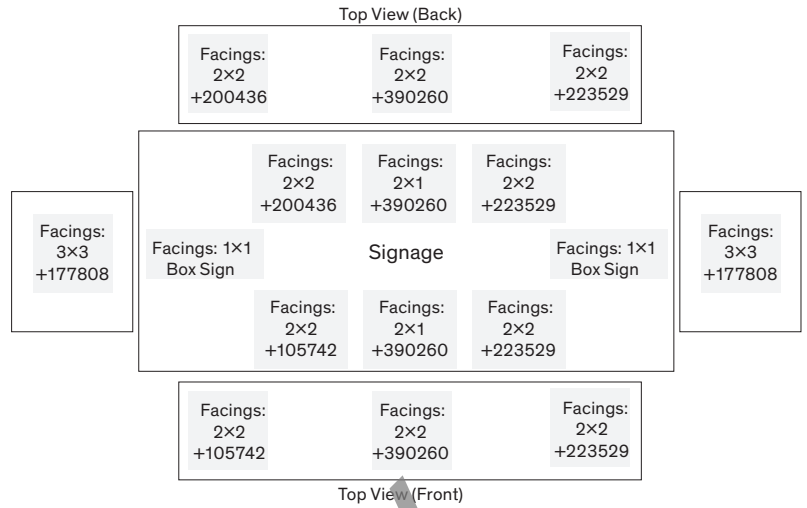 Top View (Back)
Facings:
2×2
+200436
Facings:
2×2
+390260
Facings:
2×2
+223529
Facings:
2×2
+200436
Facings:
2×1
+390260
Facings:
2×2
+223529
Facings:
3×3
+177808
Facings: 1×1
Box Sign
Signage
Facings: 1×1
Box Sign
Facings:
3×3
+177808
Facings:
2×2
+105742
Facings:
2×1
+390260
Facings:
2×2
+223529
Facings:
2×2
+105742
Facings:
2×2
+390260
Facings:
2×2
+223529
Top View (Front)